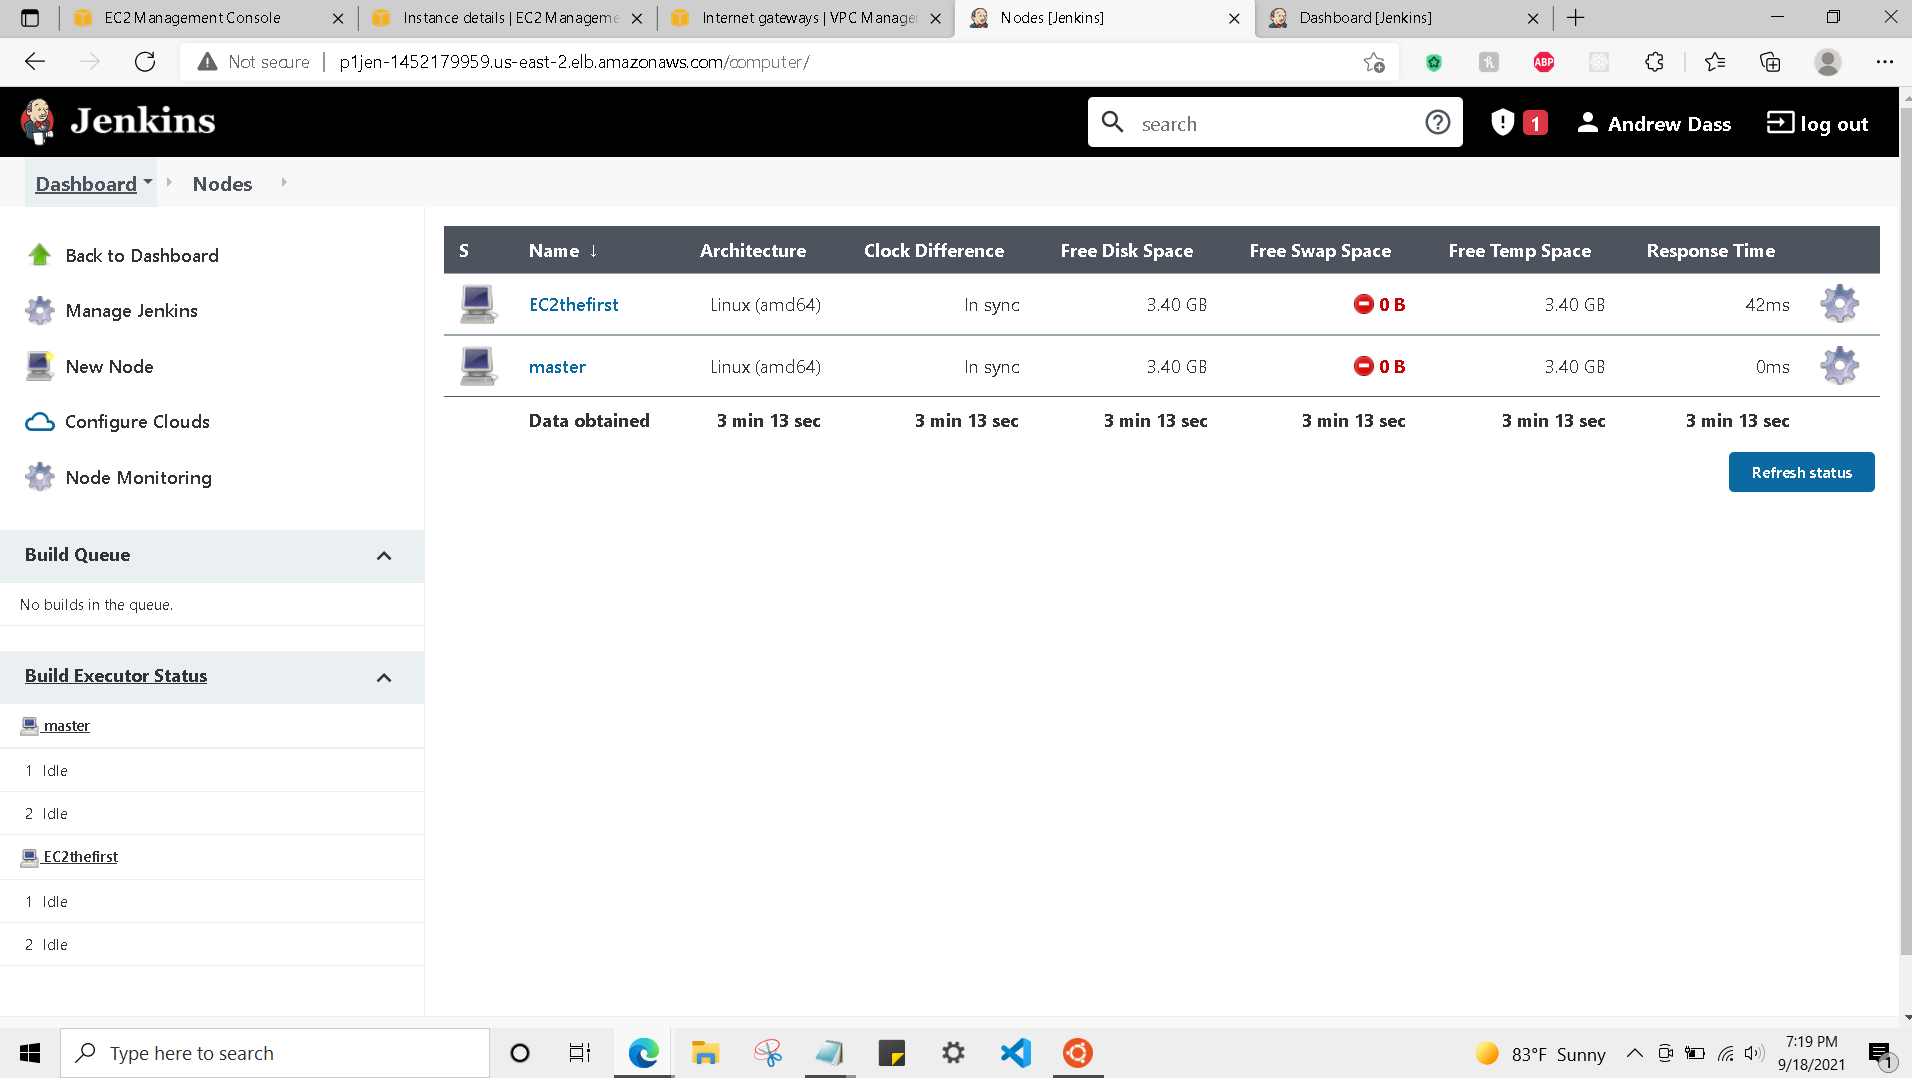 EC2 Management Console
Instance details | EC2 Manageme
Internet gateways | VPC Manage
Nodes [Jenkins]
Dashboard [Jenkins]
Not secure | p1jen-1452179959.us-east-2.elb.amazonaws.com/computer/
ABP
Jenkins
search
1
Andrew Dass
log out
Dashboard
Nodes
Back to Dashboard
Manage Jenkins
New Node
Configure Clouds
Node Monitoring
S Name ↓ Architecture Clock Difference Free Disk Space Free Swap Space Free Temp Space Response Time
EC2thefirst Linux (amd64) In sync 3.40 GB 0 B 3.40 GB 42ms
master Linux (amd64) In sync 3.40 GB 0 B 3.40 GB 0ms
Data obtained 3 min 13 sec 3 min 13 sec 3 min 13 sec 3 min 13 sec 3 min 13 sec 3 min 13 sec
Refresh status
Build Queue
No builds in the queue.
Build Executor Status
master
1 Idle
2 Idle
EC2thefirst
1 Idle
2 Idle
Type here to search
83°F Sunny
7:19 PM
9/18/2021
1